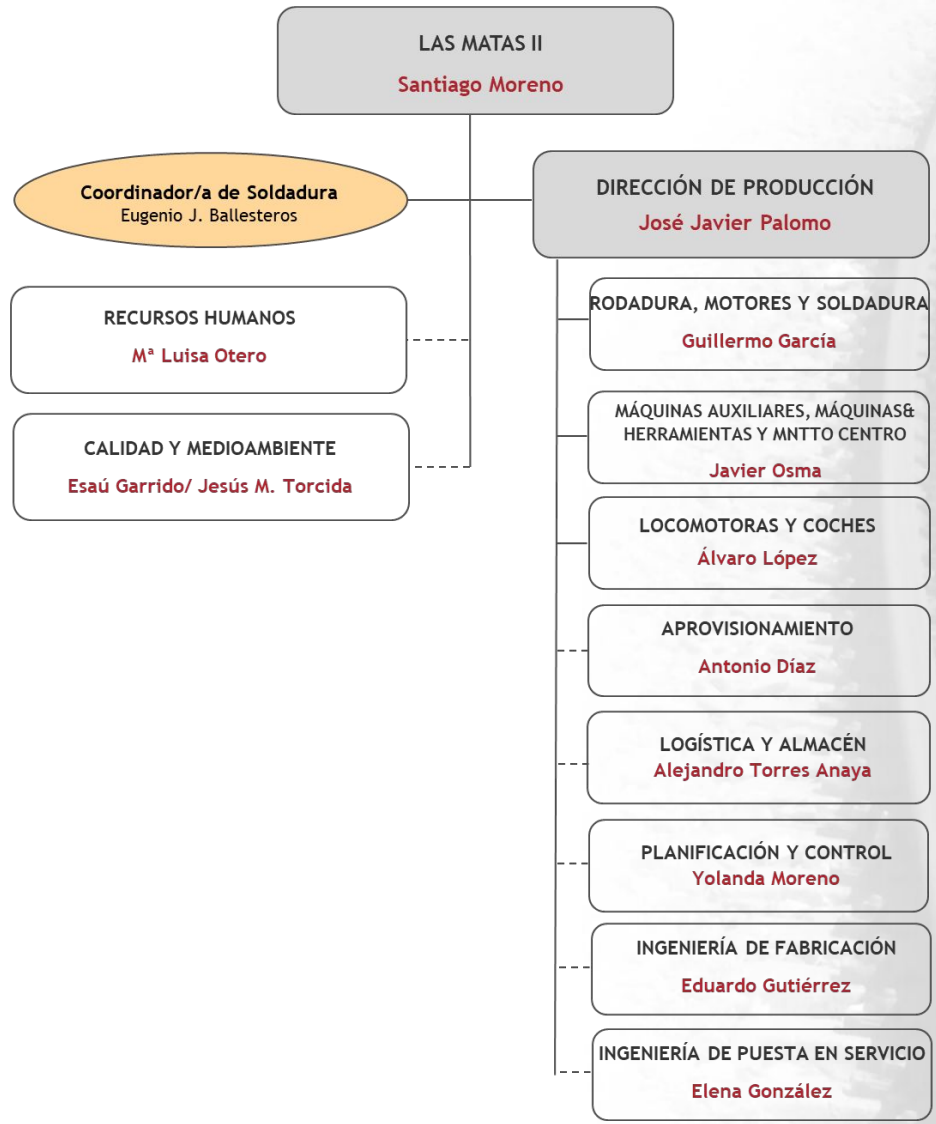 LAS MATAS II
Santiago Moreno
Coordinador/a de Soldadura
Eugenio J. Ballesteros
DIRECCIÓN DE PRODUCCIÓN
José Javier Palomo
RECURSOS HUMANOS
Mª Luisa Otero
CALIDAD Y MEDIOAMBIENTE
Esaú Garrido/ Jesús M. Torcida
RODADURA, MOTORES Y SOLDADURA
Guillermo García
MÁQUINAS AUXILIARES, MÁQUINAS&
HERRAMIENTAS Y MNTTO CENTRO
Javier Osma
LOCOMOTORAS Y COCHES
Álvaro López
APROVISIONAMIENTO
Antonio Díaz
LOGÍSTICA Y ALMACÉN
Alejandro Torres Anaya
PLANIFICACIÓN Y CONTROL
Yolanda Moreno
INGENIERÍA DE FABRICACIÓN
Eduardo Gutiérrez
INGENIERÍA DE PUESTA EN SERVICIO
Elena González